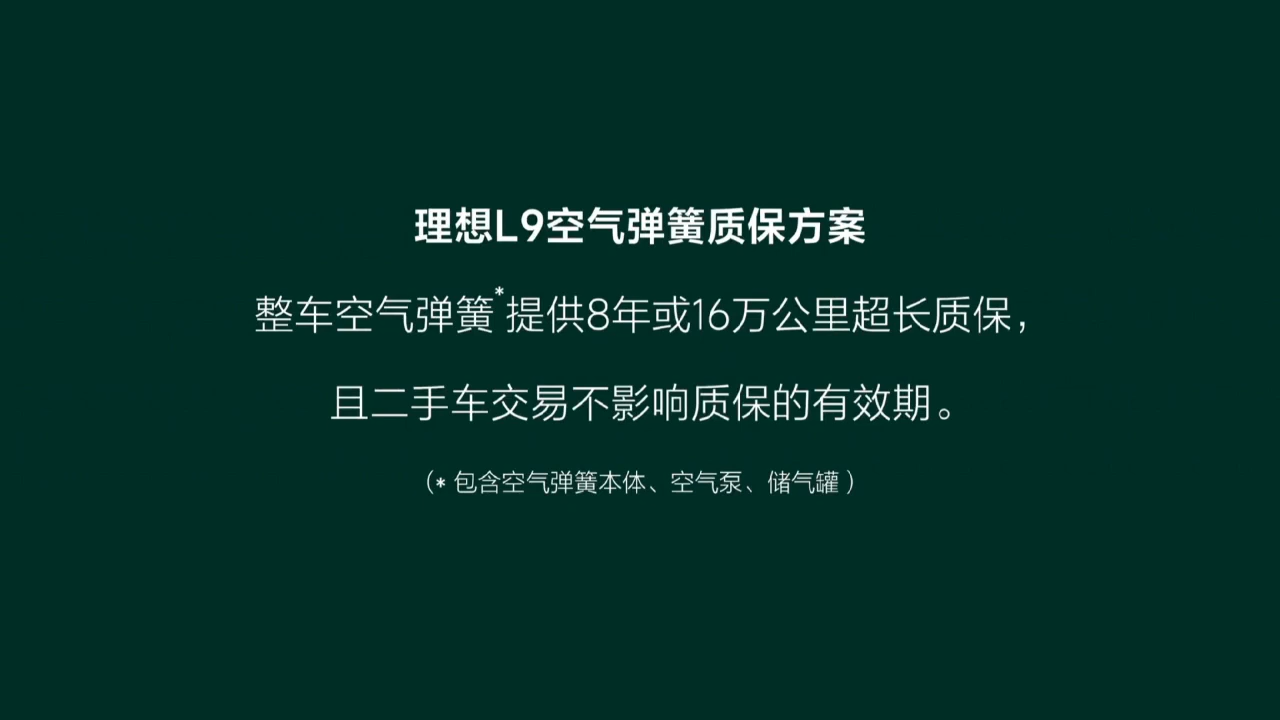 理想L9空气弹簧质保方案
整车空气弹簧*提供8年或16万公里超长质保，
且二手车交易不影响质保的有效期。
（* 包含空气弹簧本体、空气泵、储气罐 ）